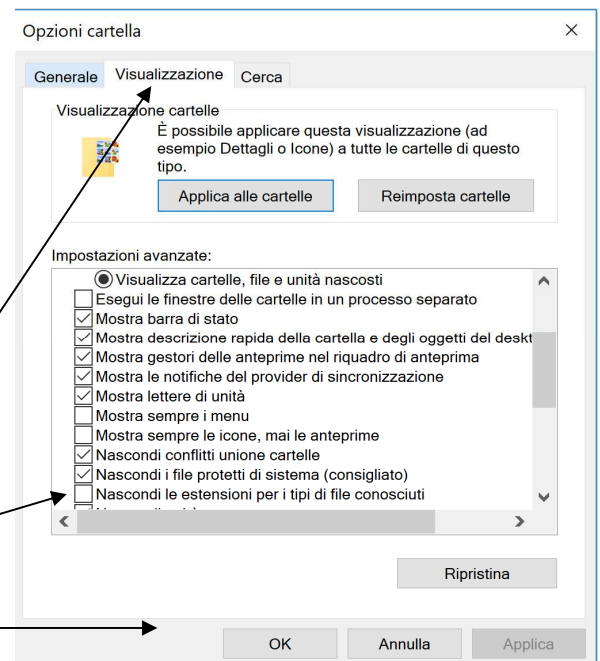 Opzioni cartella
Generale Visualizzazione Cerca
Visualizzazione cartelle
È possibile applicare questa visualizzazione (ad
esempio Dettagli o Icone) a tutte le cartelle di questo
tipo.
Applica alle cartelle Reimposta cartelle
Impostazioni avanzate:
Visualizza cartelle, file e unità nascosti
Esegui le finestre delle cartelle in un processo separato
Mostra barra di stato
Mostra descrizione rapida della cartella e degli oggetti del deskt
Mostra gestori delle anteprime nel riquadro di anteprima
Mostra le notifiche del provider di sincronizzazione
Mostra lettere di unità
Mostra sempre i menu
Mostra sempre le icone, mai le anteprime
Nascondi conflitti unione cartelle
Nascondi i file protetti di sistema (consigliato)
Nascondi le estensioni per i tipi di file conosciuti
Ripristina
OK Annulla Applica